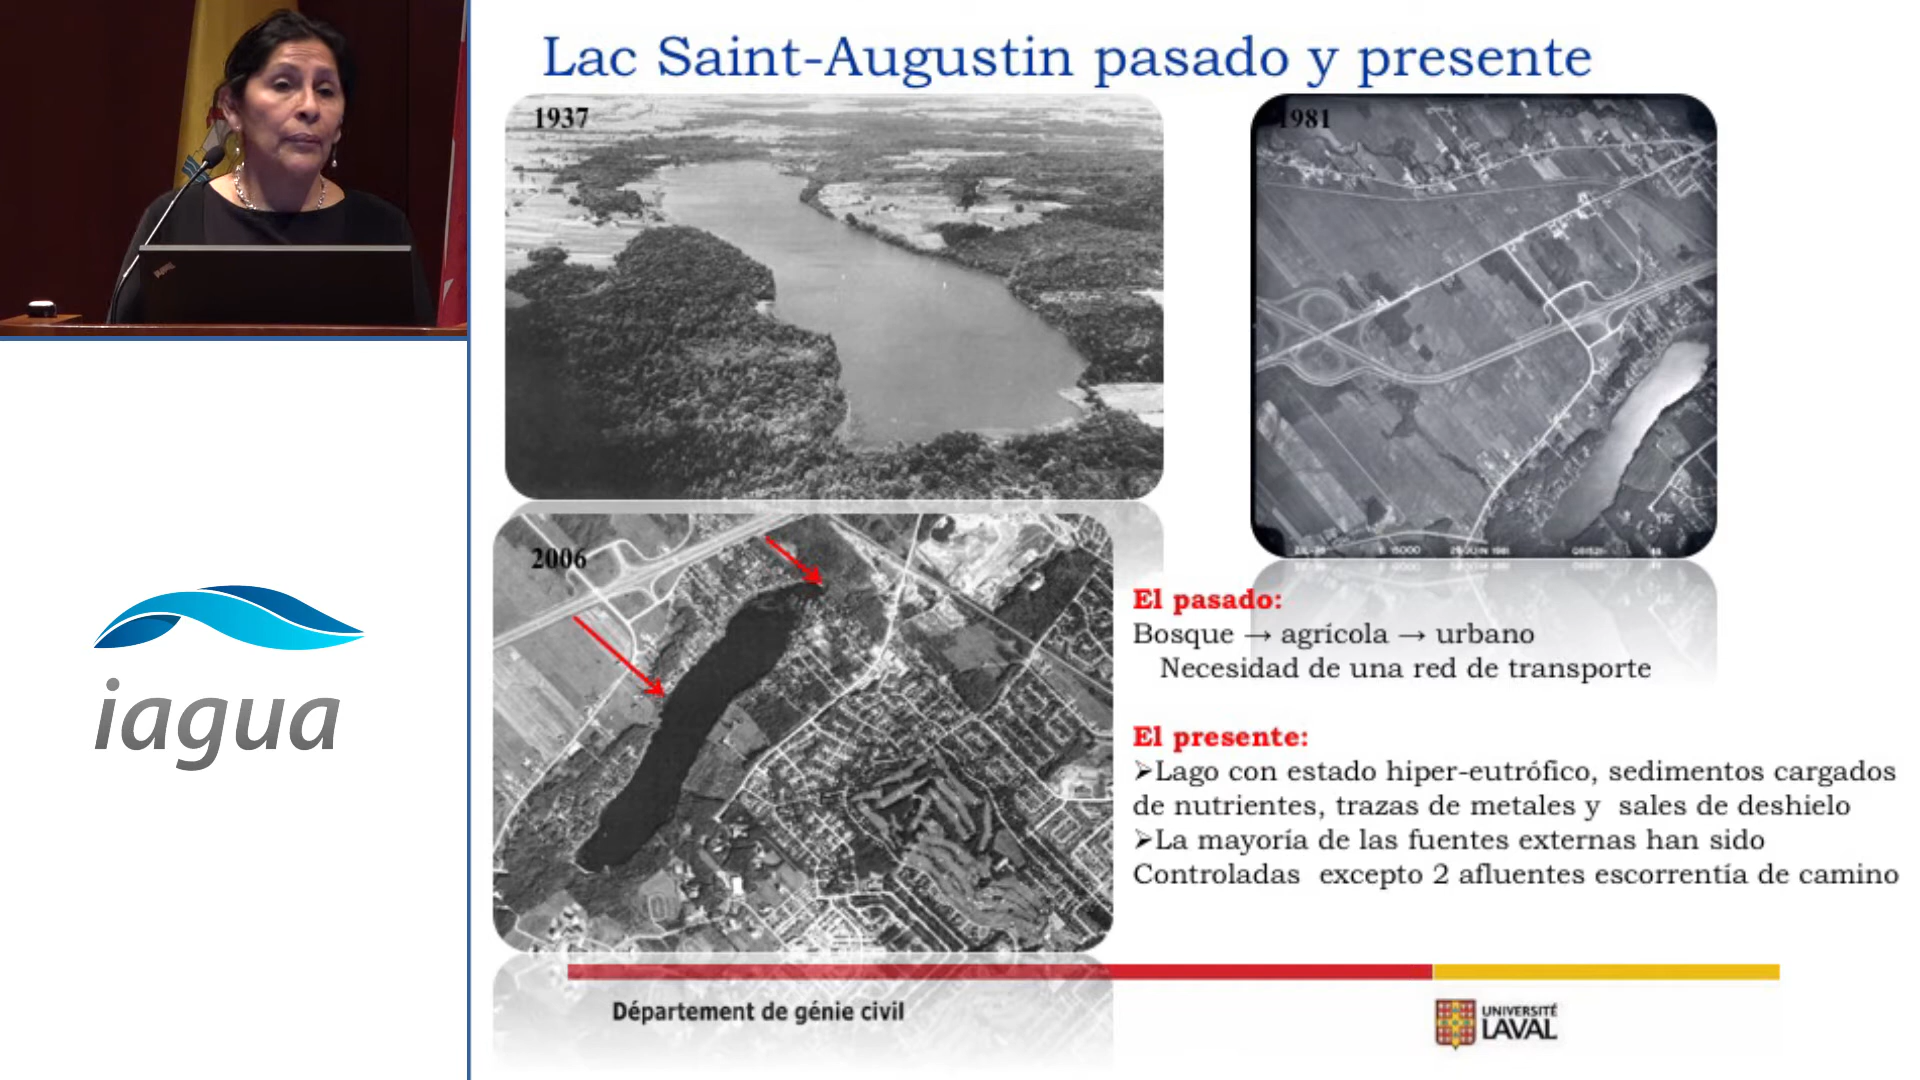 Lac Saint-Augustin pasado y presente
1937
1981
2006
El pasado:
Bosque → agrícola → urbano
Necesidad de una red de transporte
El presente:
➢Lago con estado hiper-eutrófico, sedimentos cargados
de nutrientes, trazas de metales y sales de deshielo
➢La mayoría de las fuentes externas han sido
Controladas excepto 2 afluentes escorrentía de camino
iagua
Département de génie civil
UNIVERSITÉ
LAVAL